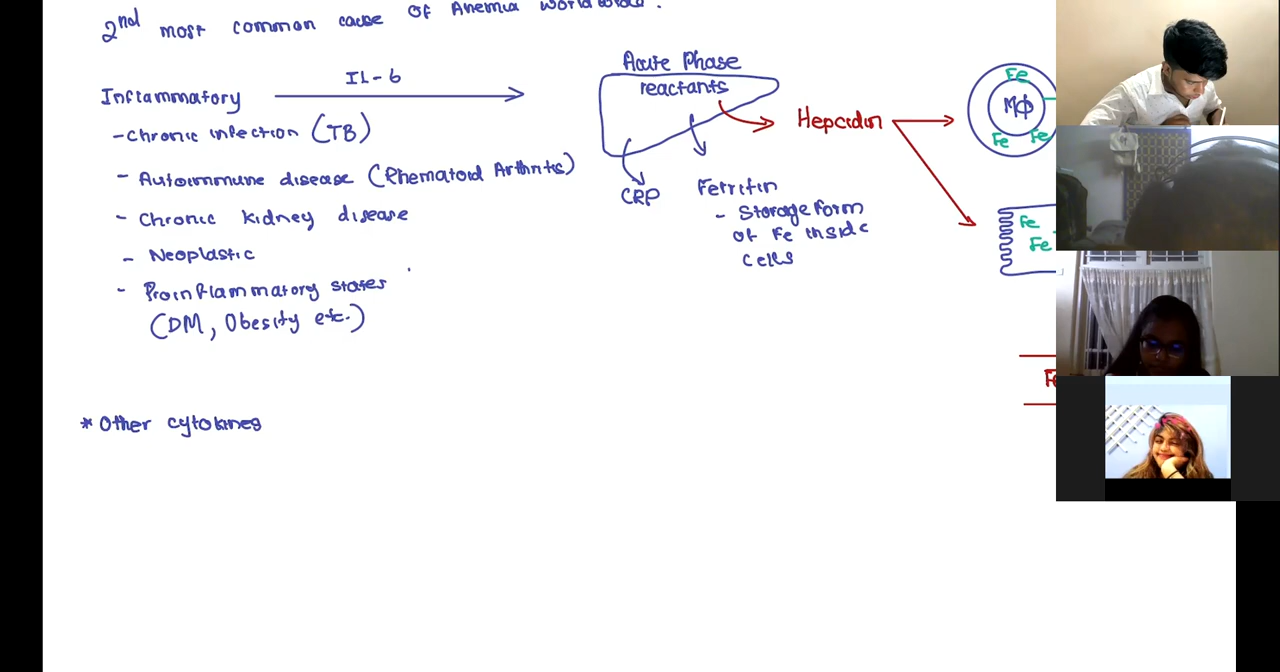 2nd most common cause of Anemia worldwide.
Inflammatory
IL-6
- Chronic infection (TB)
- Autoimmune disease (Rhematoid Arthritis)
- Chronic kidney disease
- Neoplastic
- Proinflammatory states
(DM, Obesity etc.)
Acute Phase
reactants
CRP
Ferritin
- Storage form
of Fe inside
cells
Hepcidin
Fe
Mϕ
Fe Fe
Fe
Fe
Fe
* Other cytokines